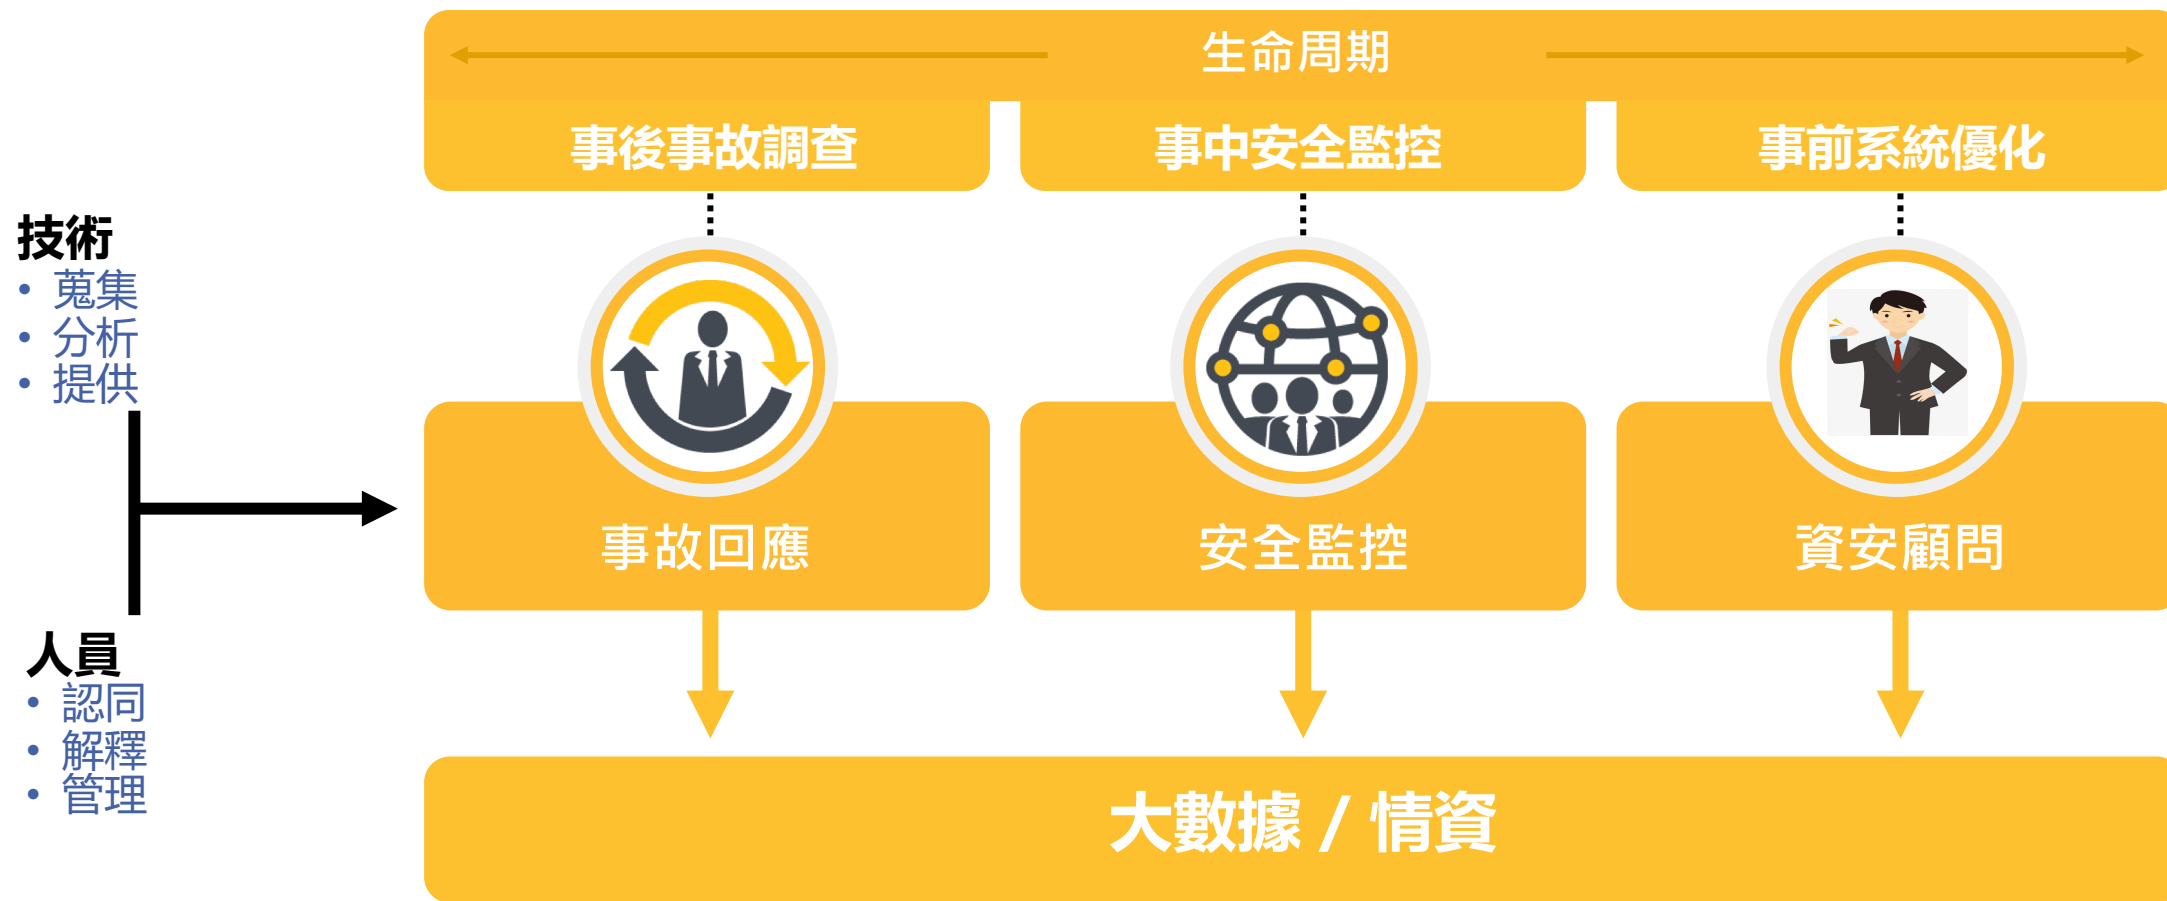 生命周期
事後事故調查
事中安全監控
事前系統優化
技術
• 蒐集
• 分析
• 提供
事故回應
安全監控
資安顧問
人員
• 認同
• 解釋
• 管理
大數據 / 情資